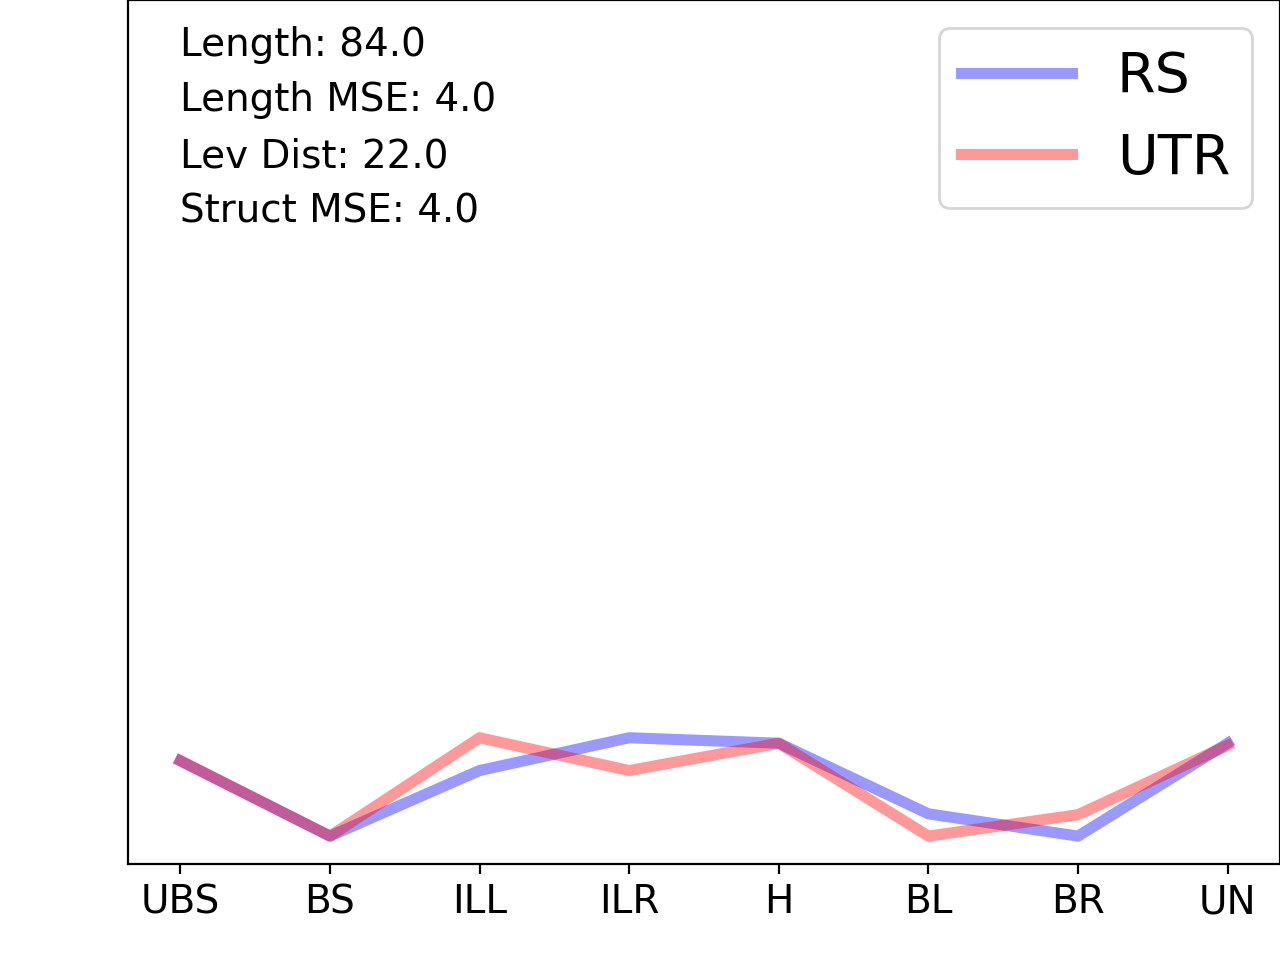 Length: 84.0
Length MSE: 4.0
Lev Dist: 22.0
Struct MSE: 4.0
RS
UTR
UBS BS ILL ILR H BL BR UN